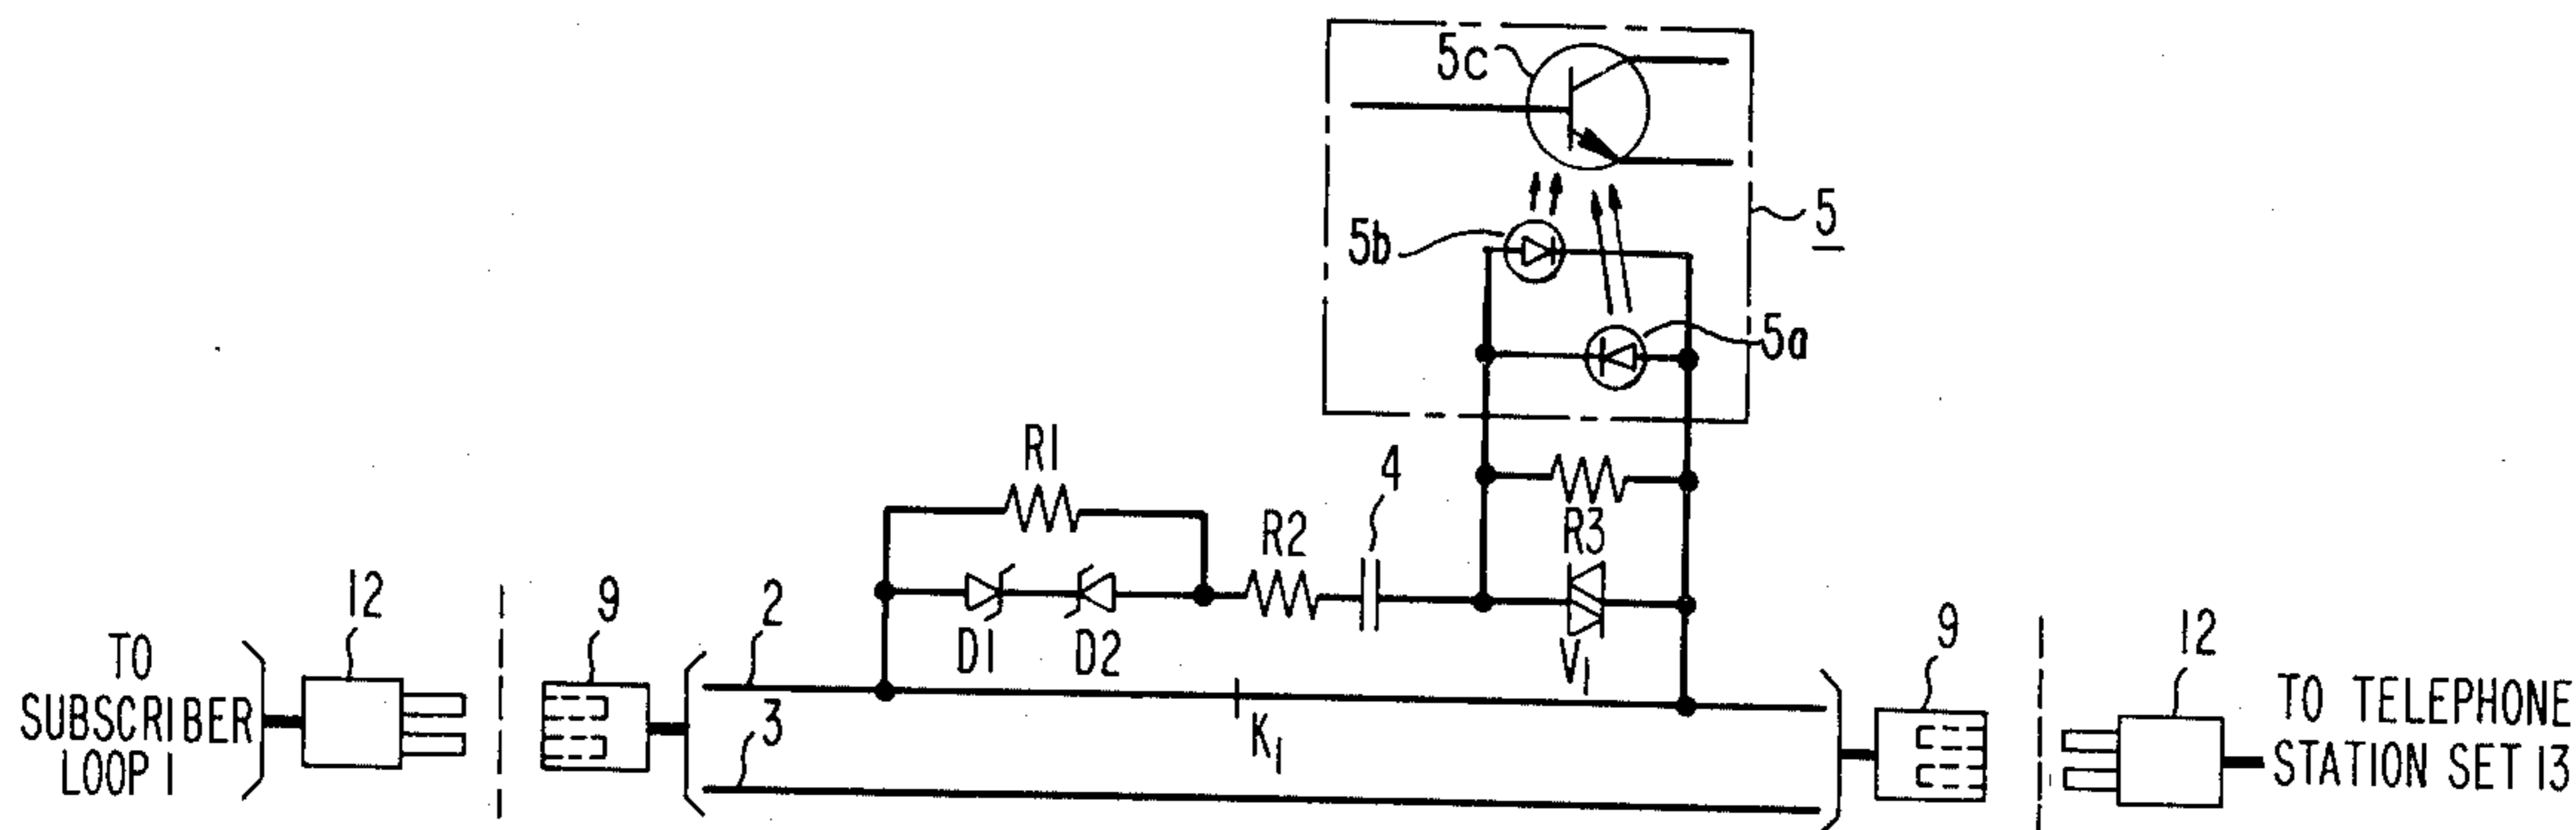 5c
5
5b
5a
R1
4
R2
R3
12
9
2
D1
D2
V1
9
12
TO
SUBSCRIBER
LOOP 1
3
K1
TO TELEPHONE
STATION SET 13